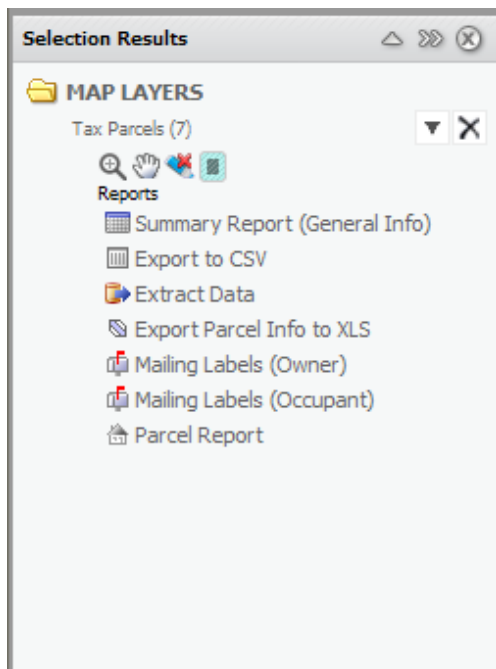 Selection Results
MAP LAYERS
Tax Parcels (7)
Reports
Summary Report (General Info)
Export to CSV
Extract Data
Export Parcel Info to XLS
Mailing Labels (Owner)
Mailing Labels (Occupant)
Parcel Report